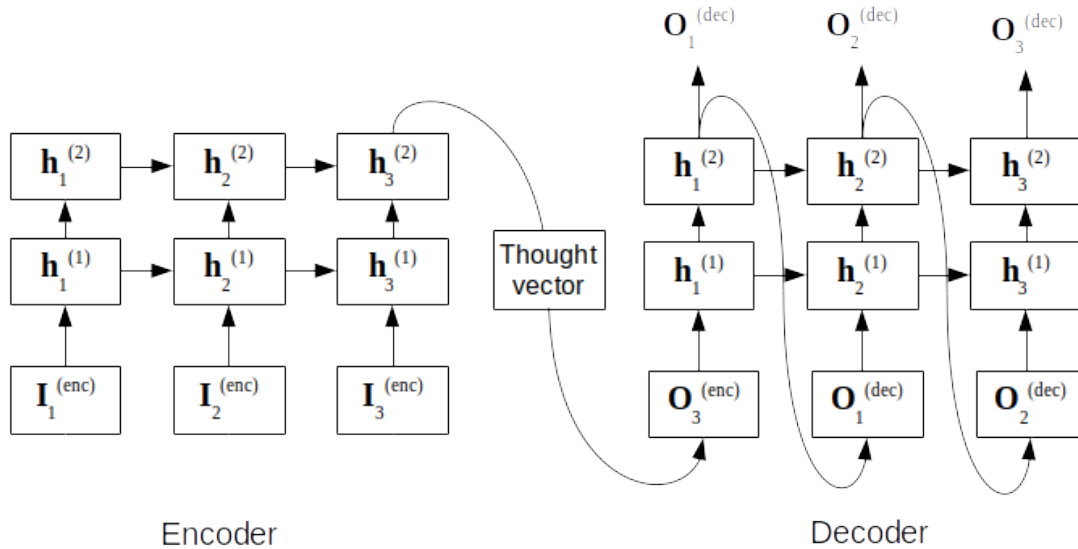 O₁⁽ᵈᵉᶜ⁾ O₂⁽ᵈᵉᶜ⁾ O₃⁽ᵈᵉᶜ⁾
h₁⁽²⁾ h₂⁽²⁾ h₃⁽²⁾ h₁⁽²⁾ h₂⁽²⁾ h₃⁽²⁾
h₁⁽¹⁾ h₂⁽¹⁾ h₃⁽¹⁾ Thought h₁⁽¹⁾ h₂⁽¹⁾ h₃⁽¹⁾
vector
I₁⁽ᵉⁿᶜ⁾ I₂⁽ᵉⁿᶜ⁾ I₃⁽ᵉⁿᶜ⁾ O₃⁽ᵉⁿᶜ⁾ O₁⁽ᵈᵉᶜ⁾ O₂⁽ᵈᵉᶜ⁾
Encoder Decoder